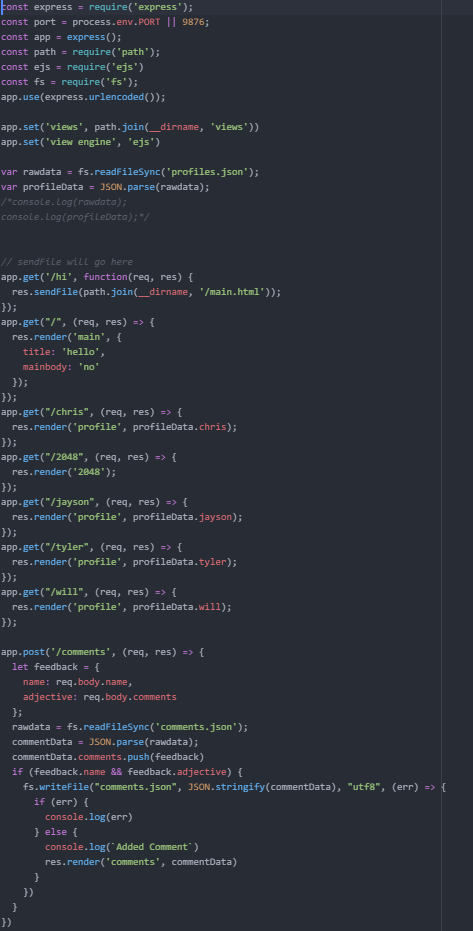 const express = require('express');
const port = process.env.PORT || 9876;
const app = express();
const path = require('path');
const ejs = require('ejs')
const fs = require('fs');
app.use(express.urlencoded());

app.set('views', path.join(__dirname, 'views'))
app.set('view engine', 'ejs')

var rawdata = fs.readFileSync('profiles.json');
var profileData = JSON.parse(rawdata);
/*console.log(rawdata);
console.log(profileData);*/


// sendFile will go here
app.get('/hi', function(req, res) {
  res.sendFile(path.join(__dirname, '/main.html'));
});
app.get("/", (req, res) => {
  res.render('main', {
    title: 'hello',
    mainbody: 'no'
  });
});
app.get("/chris", (req, res) => {
  res.render('profile', profileData.chris);
});
app.get("/2048", (req, res) => {
  res.render('2048');
});
app.get("/jayson", (req, res) => {
  res.render('profile', profileData.jayson);
});
app.get("/tyler", (req, res) => {
  res.render('profile', profileData.tyler);
});
app.get("/will", (req, res) => {
  res.render('profile', profileData.will);
});

app.post('/comments', (req, res) => {
  let feedback = {
    name: req.body.name,
    adjective: req.body.comments
  };
  rawdata = fs.readFileSync('comments.json');
  commentData = JSON.parse(rawdata);
  commentData.comments.push(feedback)
  if (feedback.name && feedback.adjective) {
    fs.writeFile("comments.json", JSON.stringify(commentData), "utf8", (err) => {
      if (err) {
        console.log(err)
      } else {
        console.log(`Added Comment`)
        res.render('comments', commentData)
      }
    })
  }
})